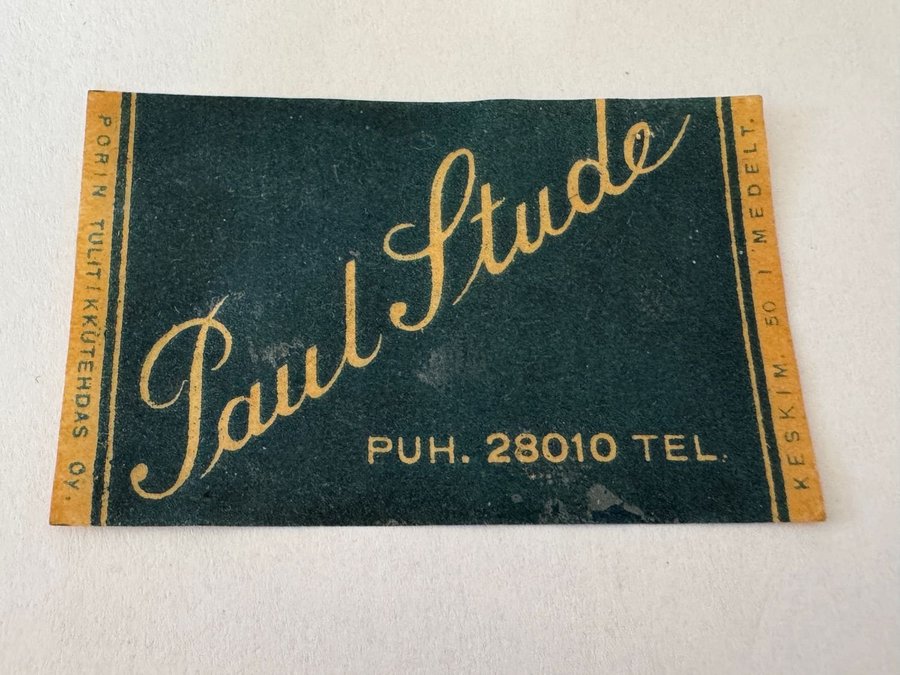 PORIN TULITIKKUTEHDAS OY.
Paul Stude
PUH. 28010 TEL.
KESKIM. 50 I MEDELT.